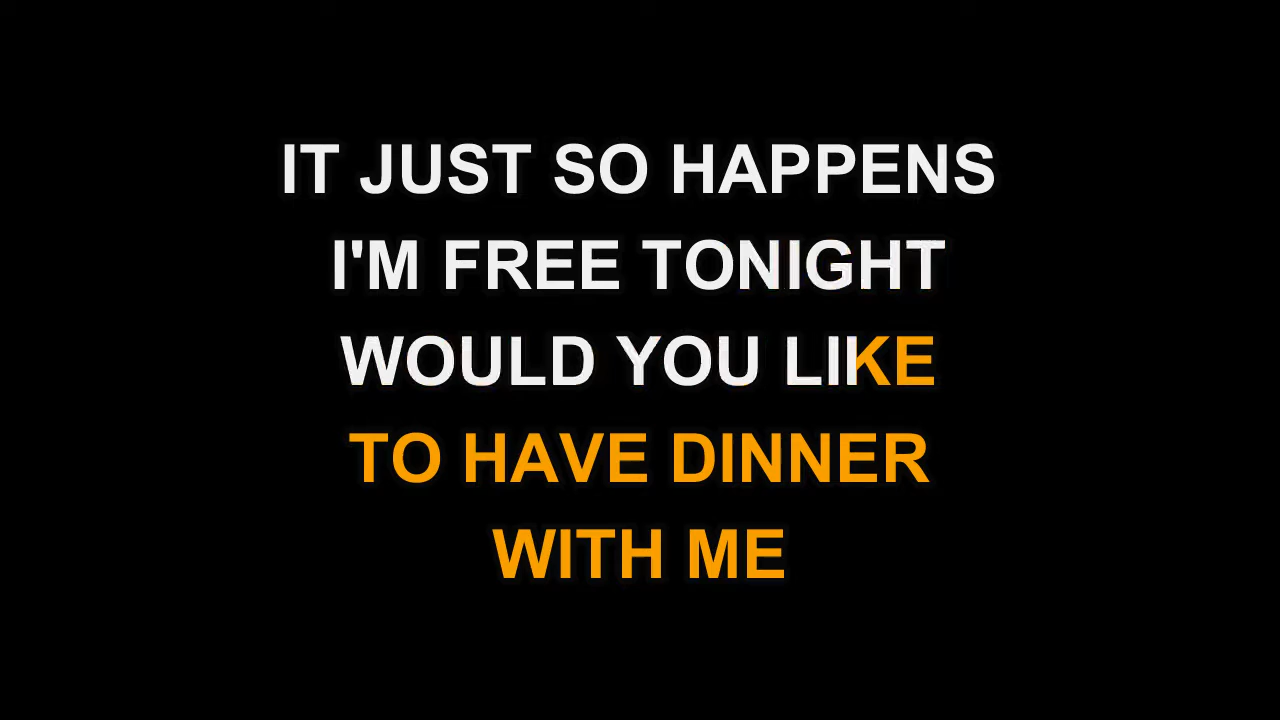 IT JUST SO HAPPENS
I'M FREE TONIGHT
WOULD YOU LIKE
TO HAVE DINNER
WITH ME